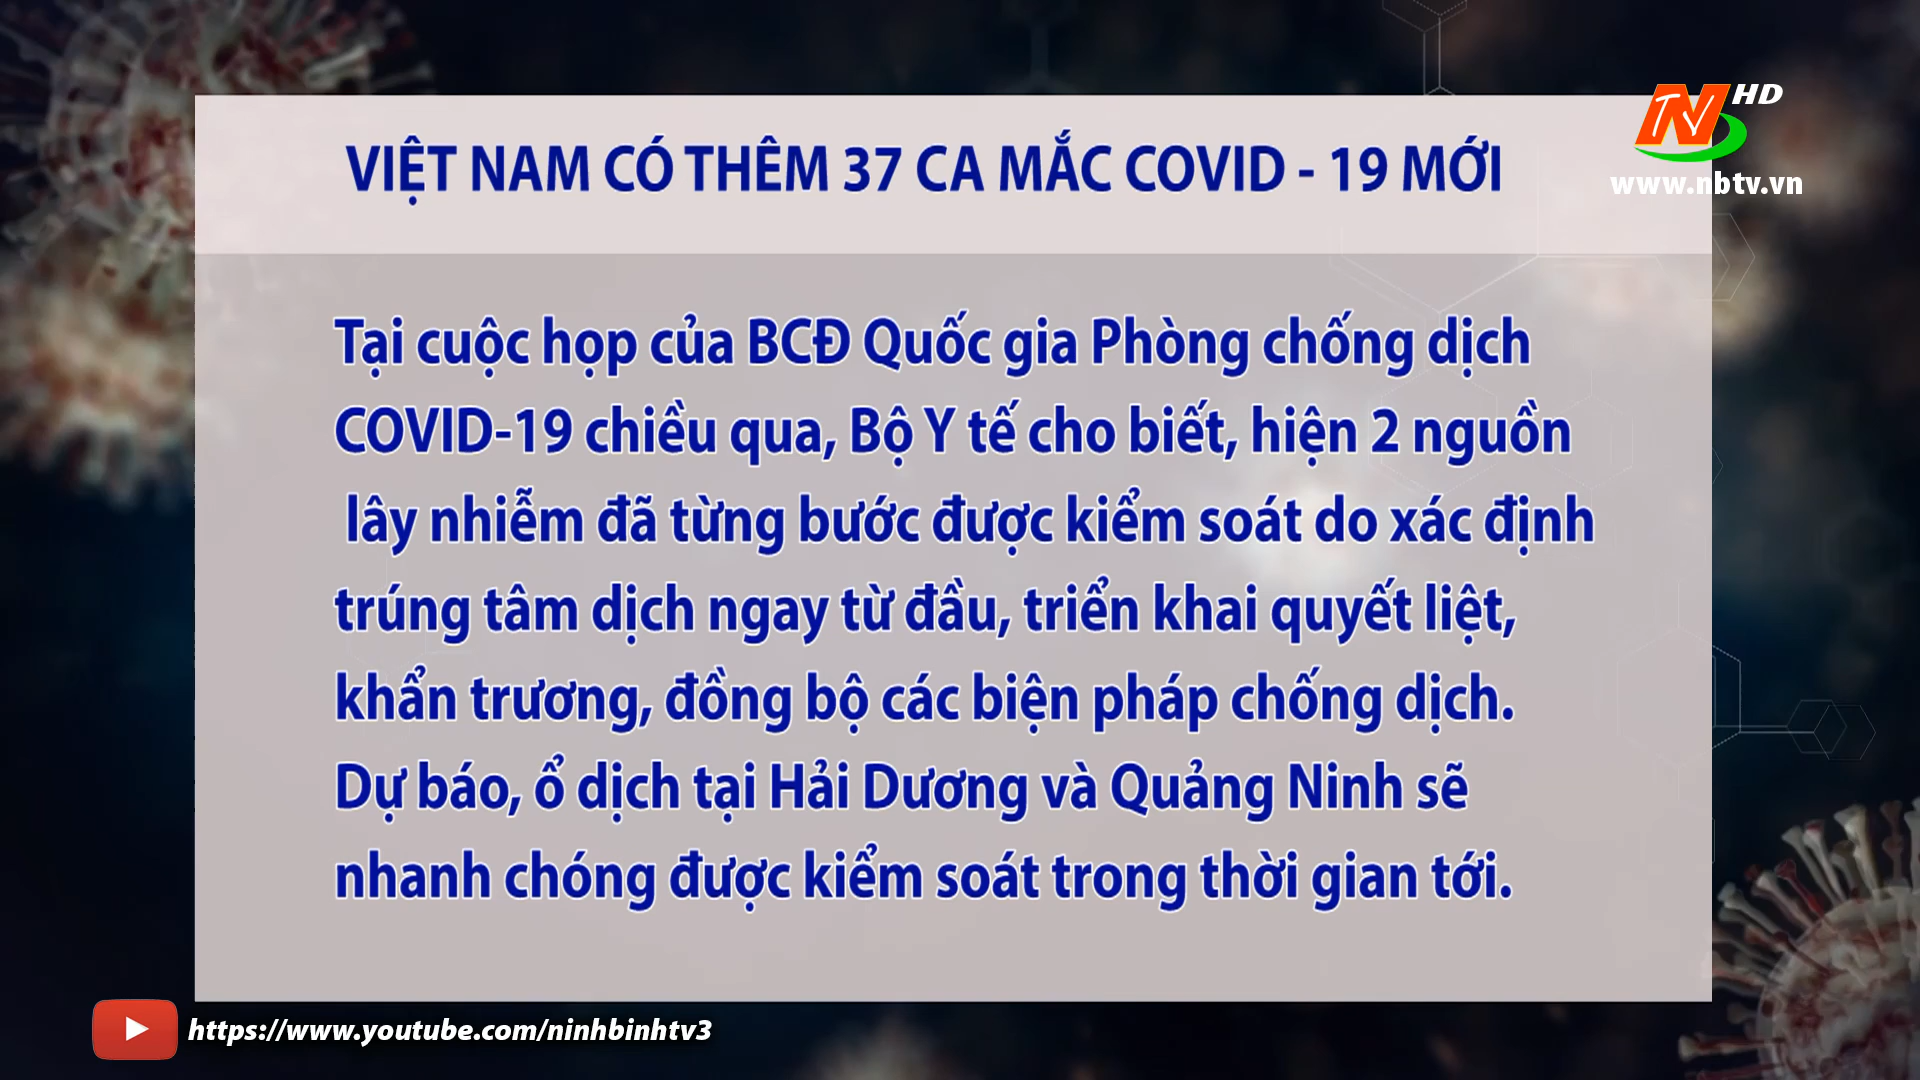 HD
NTV
www.nbtv.vn
VIỆT NAM CÓ THÊM 37 CA MẮC COVID - 19 MỚI
Tại cuộc họp của BCĐ Quốc gia Phòng chống dịch
COVID-19 chiều qua, Bộ Y tế cho biết, hiện 2 nguồn
lây nhiễm đã từng bước được kiểm soát do xác định
trúng tâm dịch ngay từ đầu, triển khai quyết liệt,
khẩn trương, đồng bộ các biện pháp chống dịch.
Dự báo, ổ dịch tại Hải Dương và Quảng Ninh sẽ
nhanh chóng được kiểm soát trong thời gian tới.
https://www.youtube.com/ninhbinhtv3